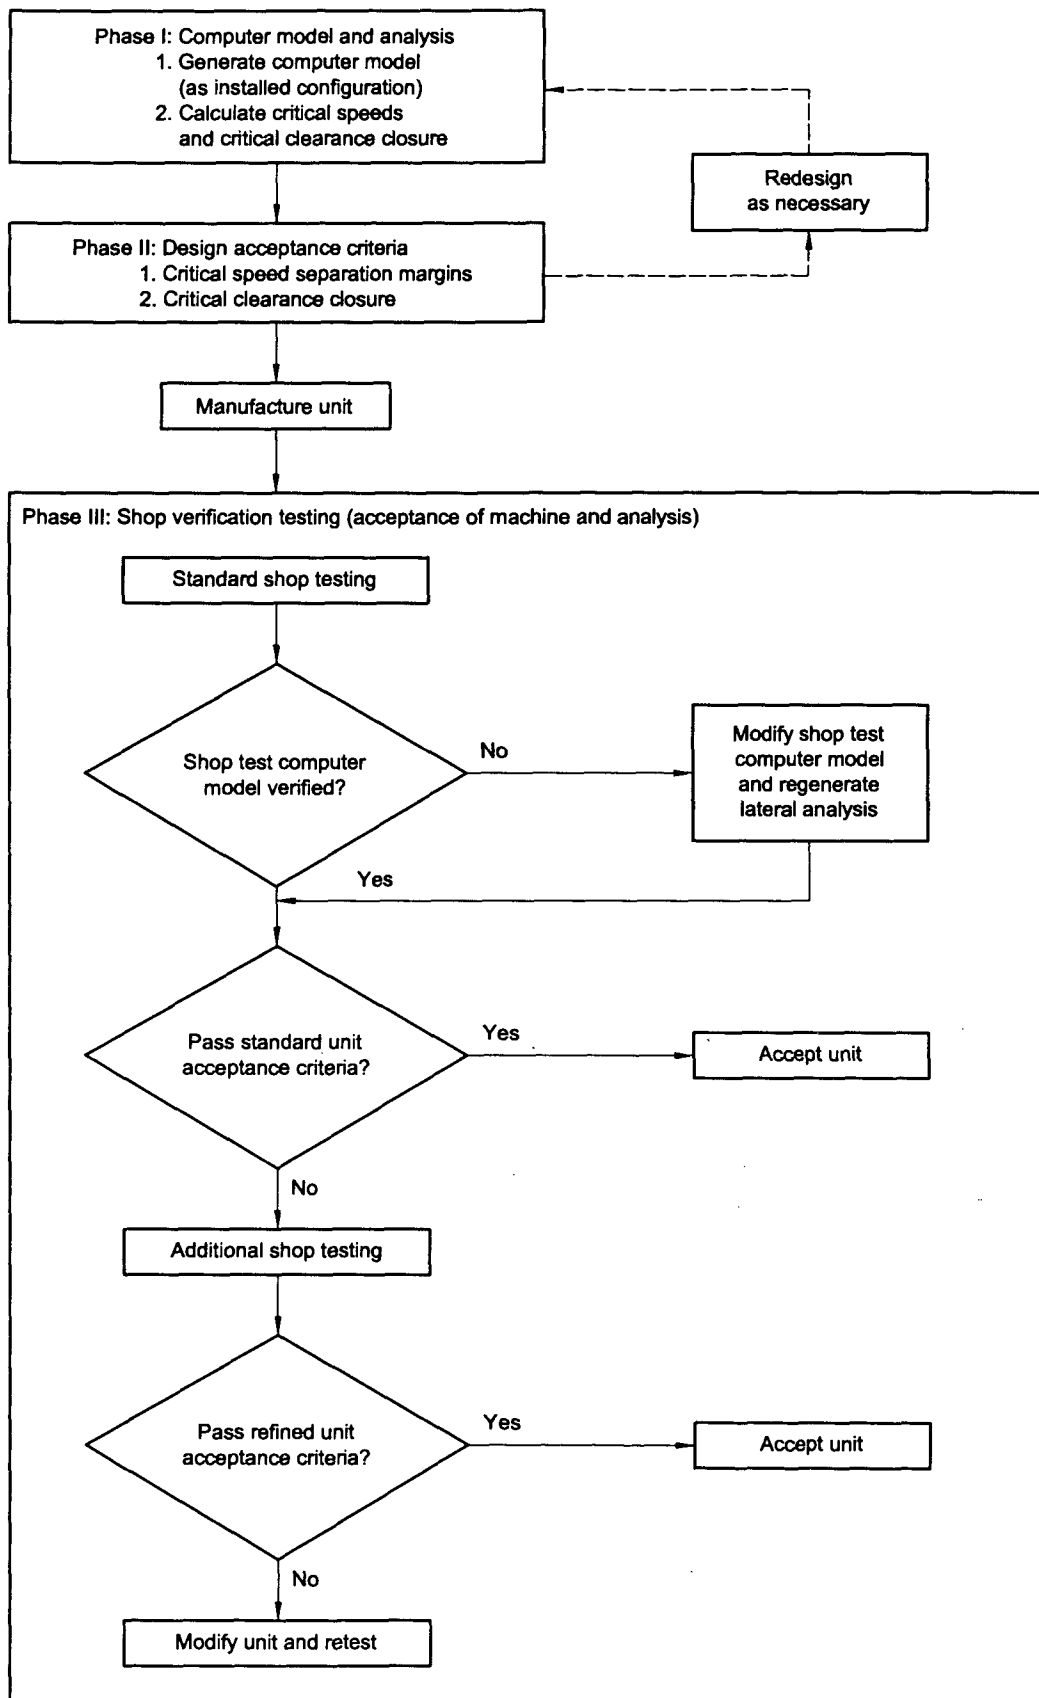 Phase I: Computer model and analysis
1. Generate computer model
(as installed configuration)
2. Calculate critical speeds
and critical clearance closure
Redesign
as necessary
Phase II: Design acceptance criteria
1. Critical speed separation margins
2. Critical clearance closure
Manufacture unit
Phase III: Shop verification testing (acceptance of machine and analysis)
Standard shop testing
Shop test computer
model verified?
No
Modify shop test
computer model
and regenerate
lateral analysis
Yes
Pass standard unit
acceptance criteria?
Yes
Accept unit
No
Additional shop testing
Pass refined unit
acceptance criteria?
Yes
Accept unit
No
Modify unit and retest